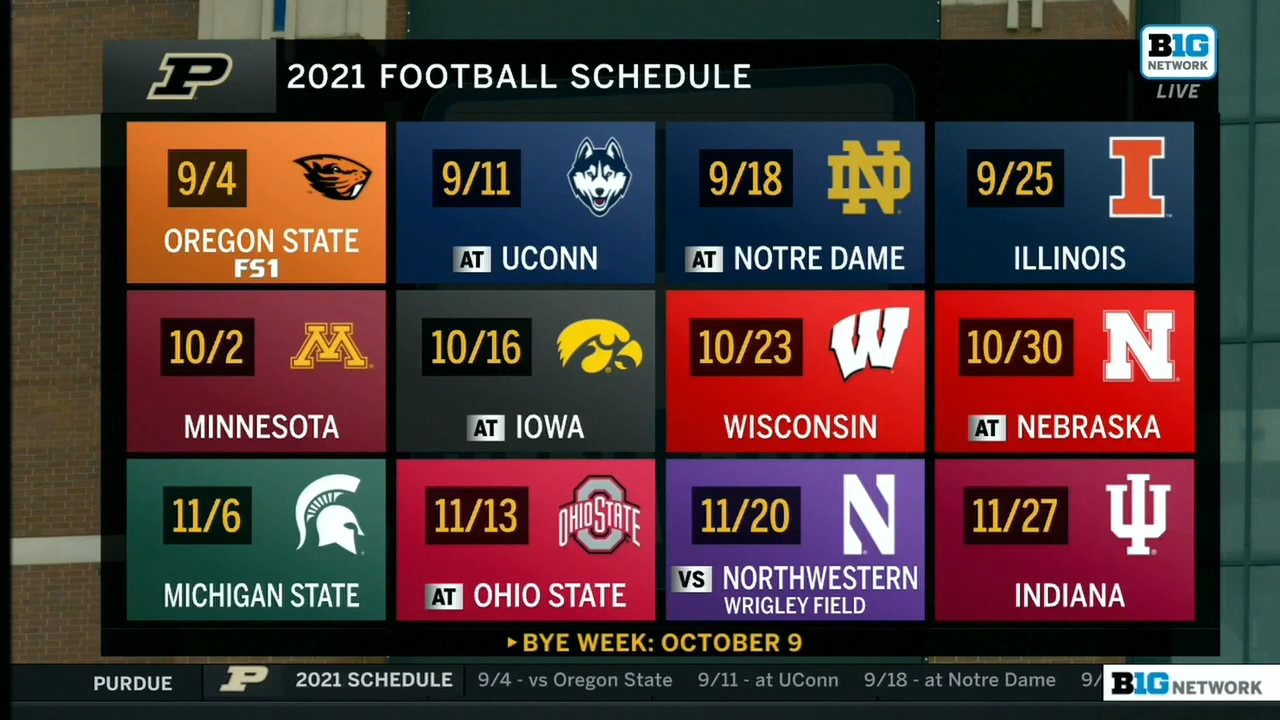 P
2021 FOOTBALL SCHEDULE
B1G
NETWORK
LIVE
9/4
OREGON STATE
FS1
9/11
AT UCONN
9/18
ND
AT NOTRE DAME
9/25
I
ILLINOIS
10/2
M
MINNESOTA
10/16
AT IOWA
10/23
W
WISCONSIN
10/30
N
AT NEBRASKA
11/6
MICHIGAN STATE
11/13
OHIO STATE
AT OHIO STATE
11/20
N
VS NORTHWESTERN
WRIGLEY FIELD
11/27
IU
INDIANA
BYE WEEK: OCTOBER 9
PURDUE P 2021 SCHEDULE 9/4 - vs Oregon State 9/11 - at UConn 9/18 - at Notre Dame 9/ B1G NETWORK